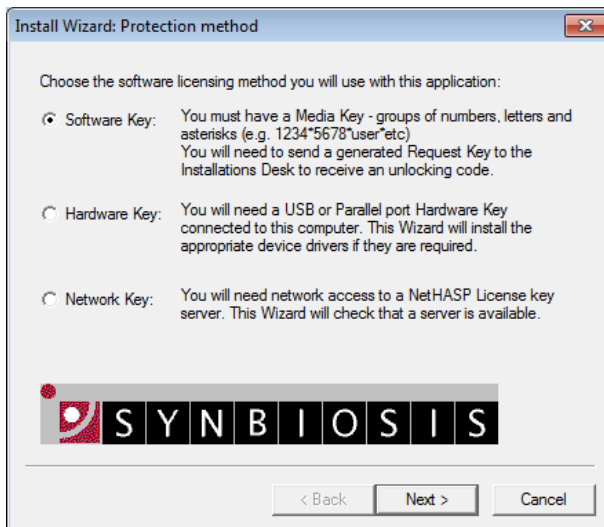 Install Wizard: Protection method
Choose the software licensing method you will use with this application:
Software Key:
You must have a Media Key - groups of numbers, letters and
asterisks (e.g. 1234*5678*user*etc)
You will need to send a generated Request Key to the
Installations Desk to receive an unlocking code.
Hardware Key:
You will need a USB or Parallel port Hardware Key
connected to this computer. This Wizard will install the
appropriate device drivers if they are required.
Network Key:
You will need network access to a NetHASP License key
server. This Wizard will check that a server is available.
SYNBIOSIS
< Back
Next >
Cancel